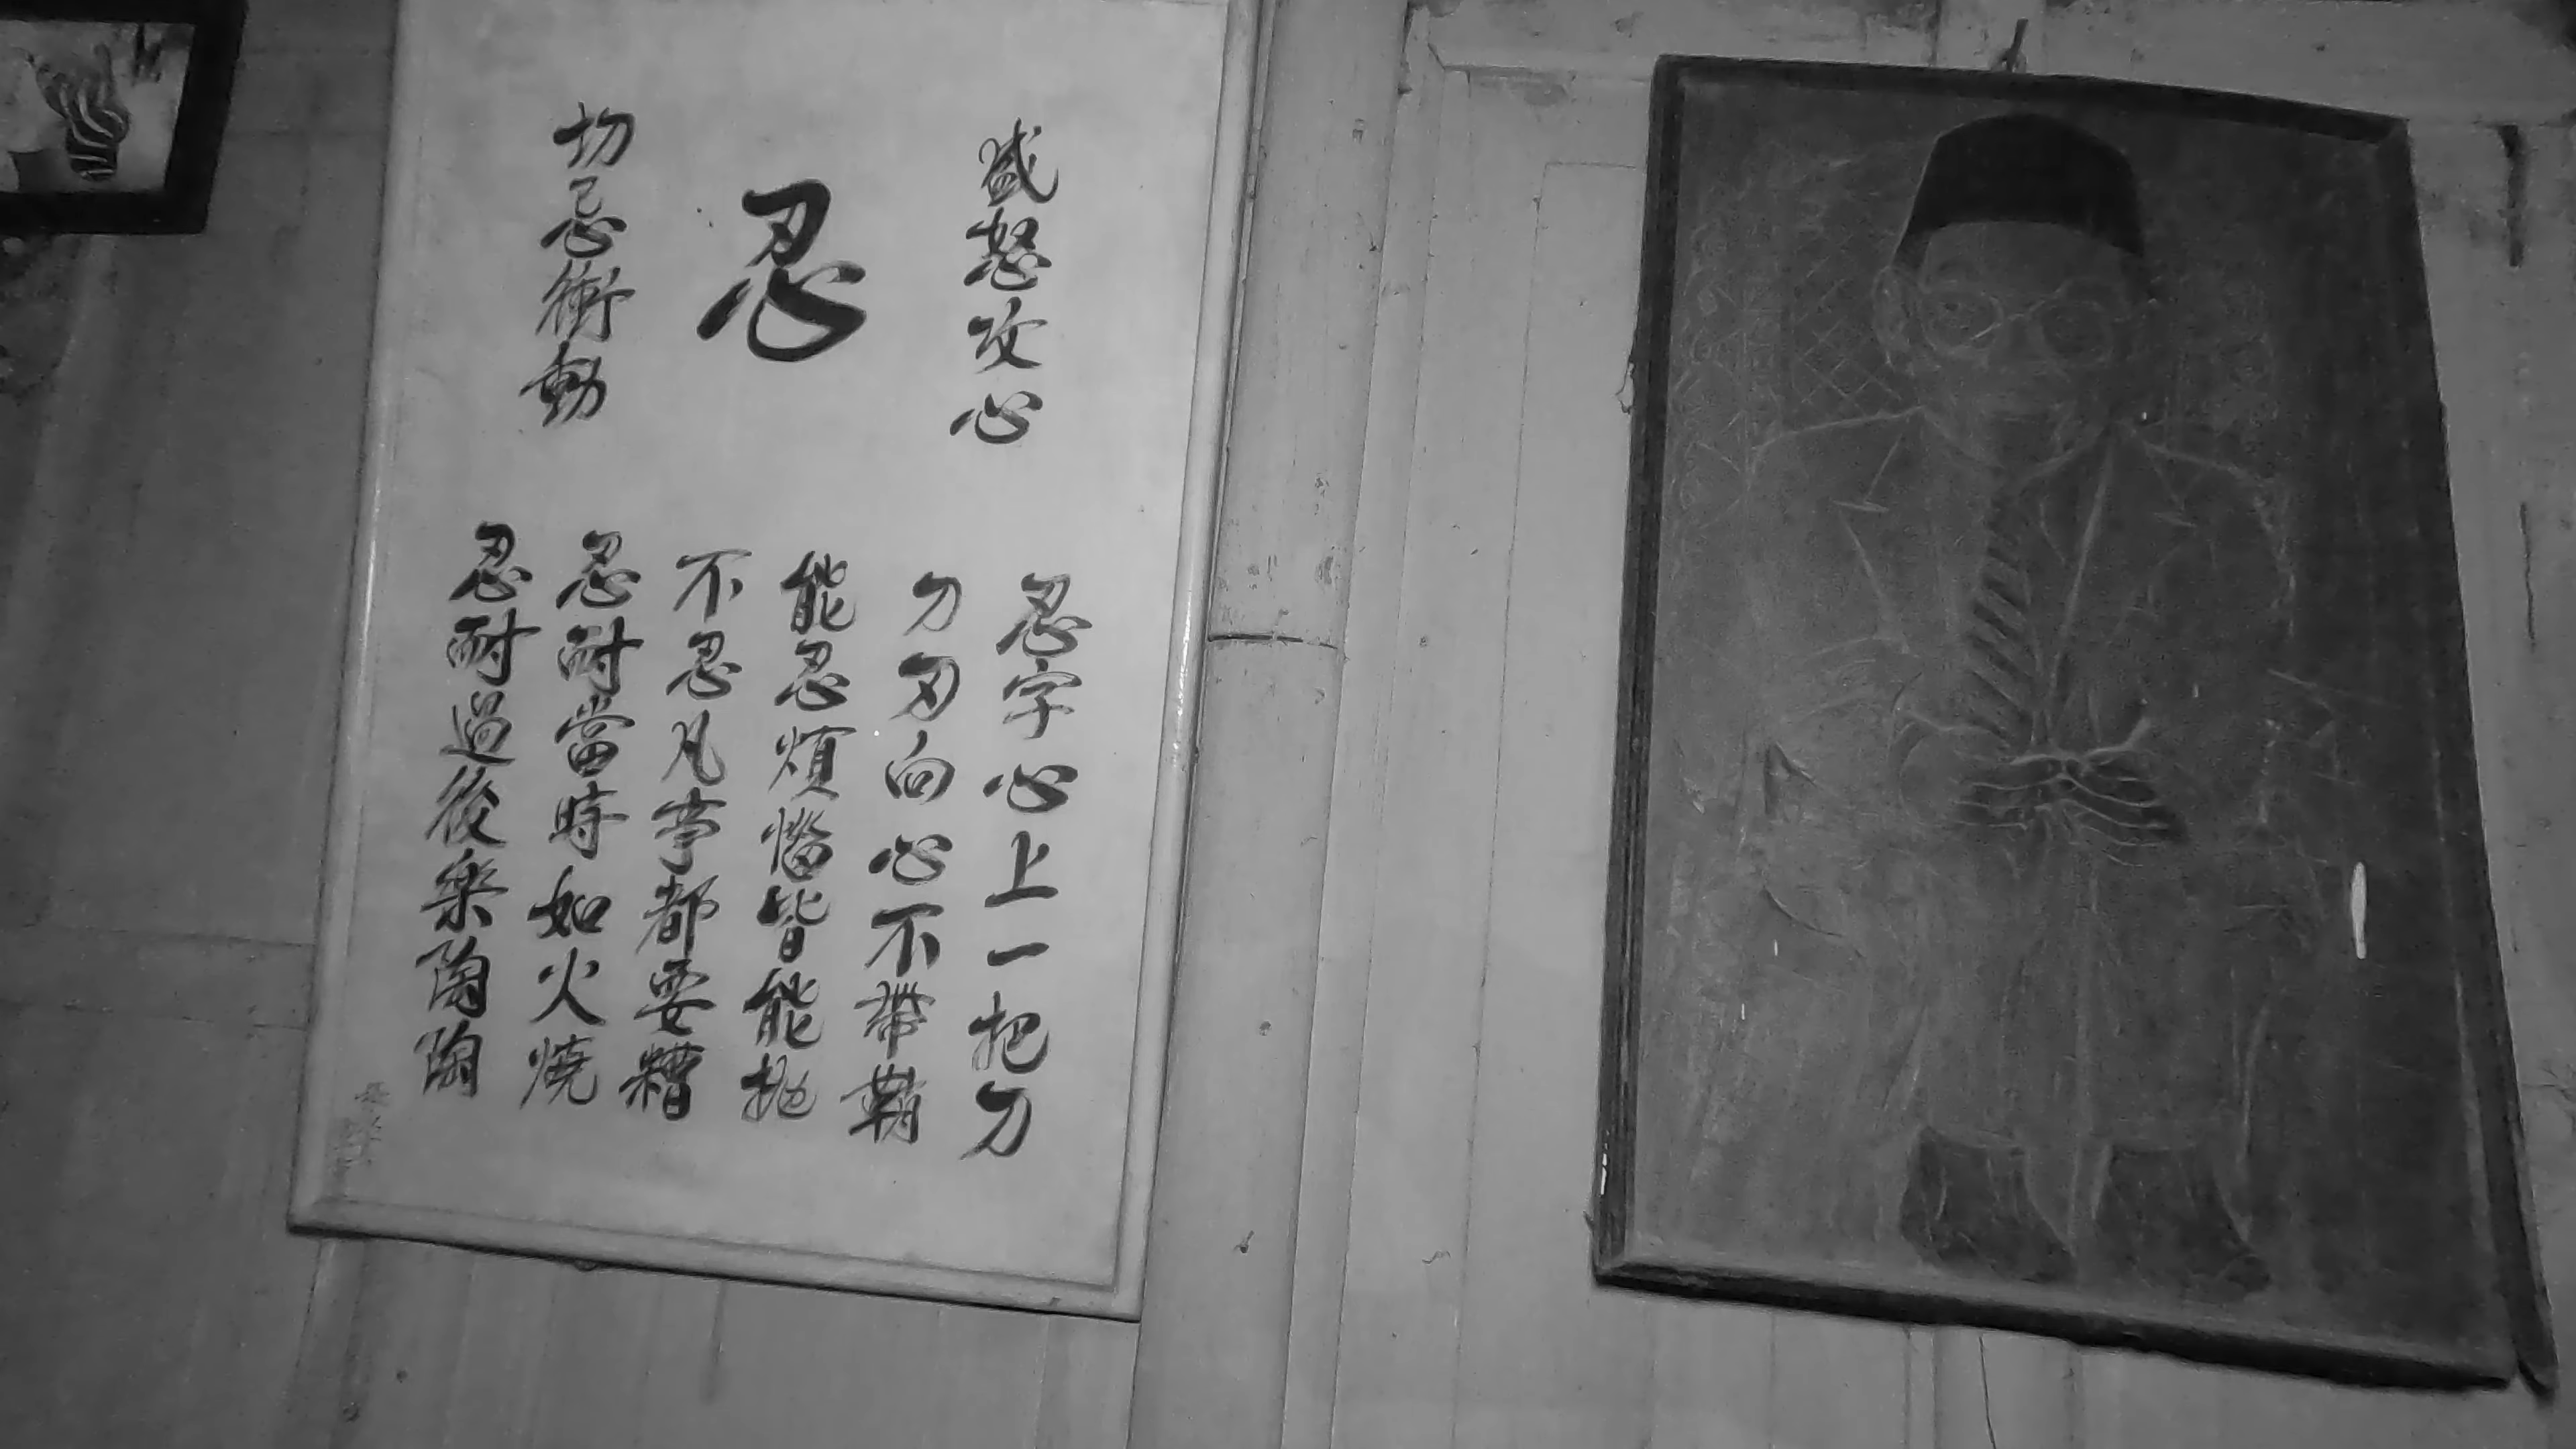 盛怒攻心
忍
切忌衝動
忍字心上一把刀
刀刃向心不帶鞘
能忍煩惱皆能拋
不忍凡事都要糟
忍耐當時如火燒
忍耐過後樂陶陶